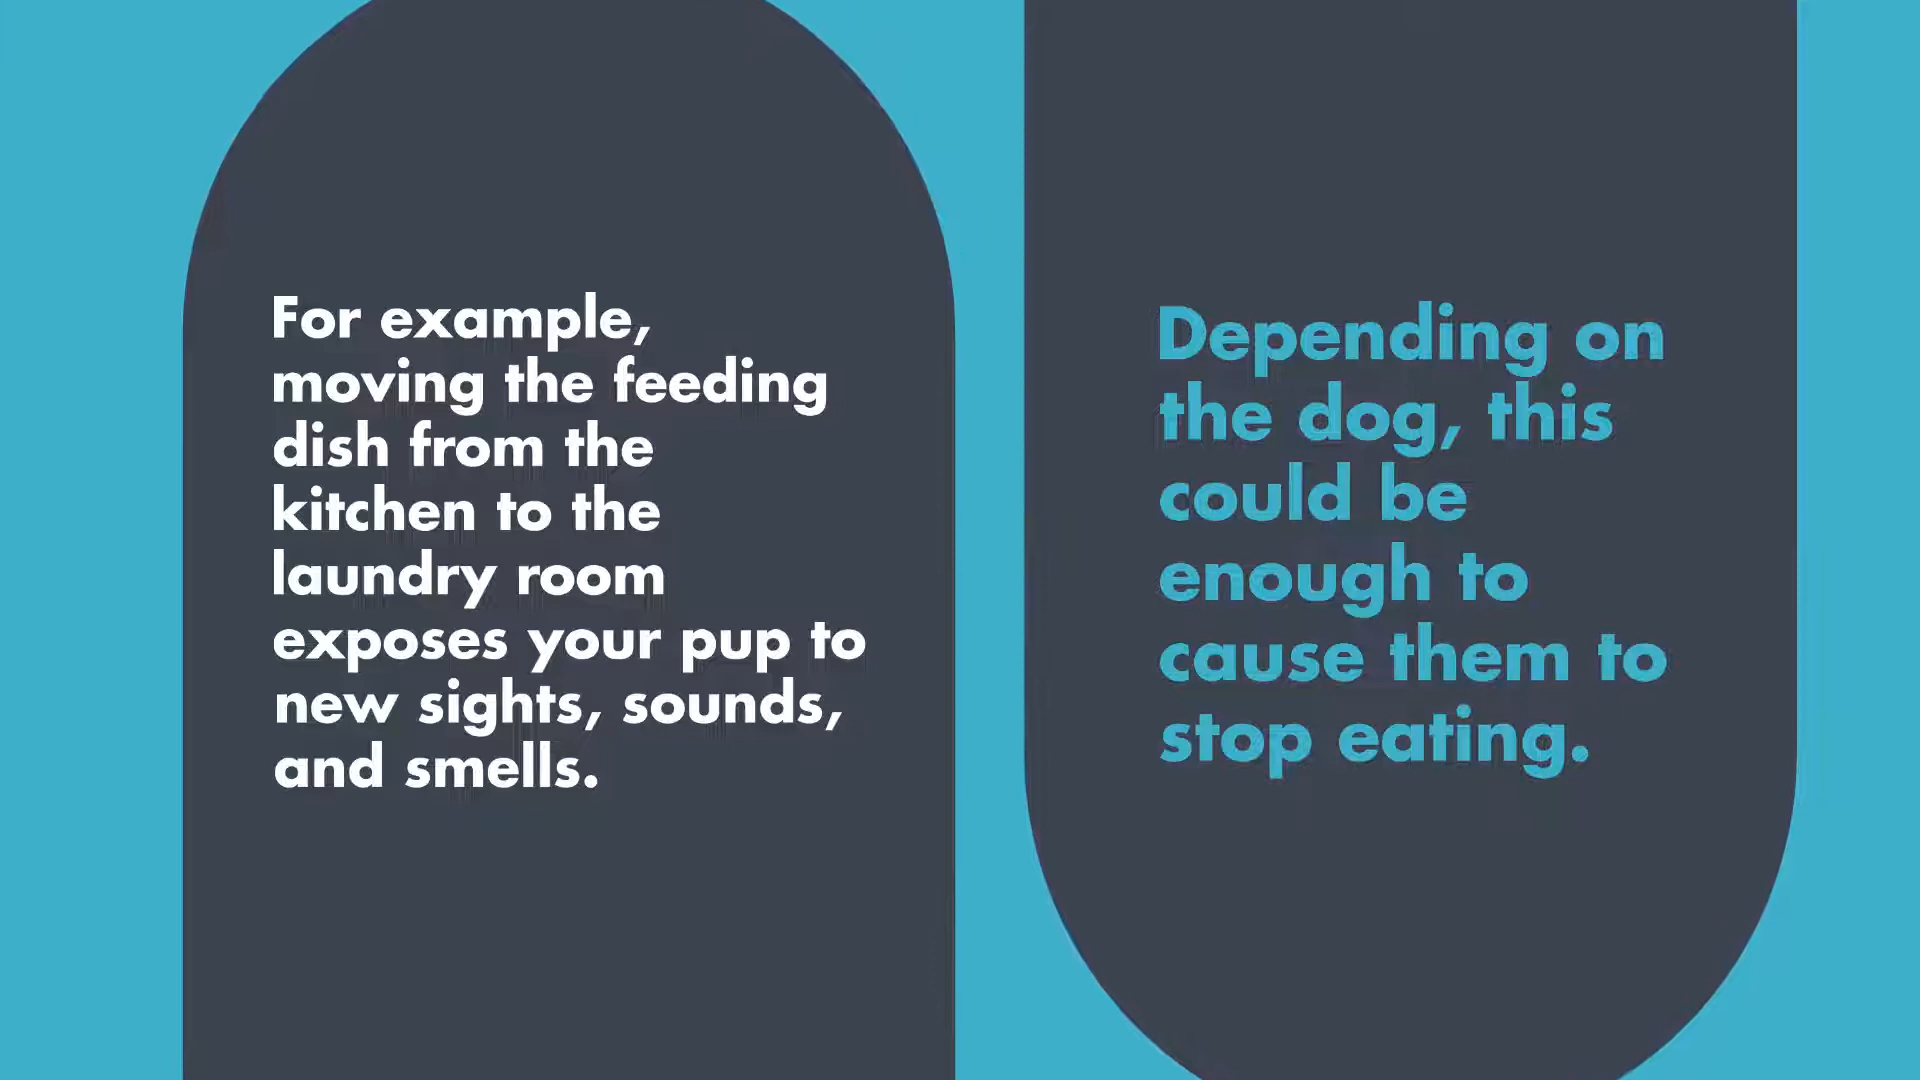 For example,
moving the feeding
dish from the
kitchen to the
laundry room
exposes your pup to
new sights, sounds,
and smells.
Depending on
the dog, this
could be
enough to
cause them to
stop eating.